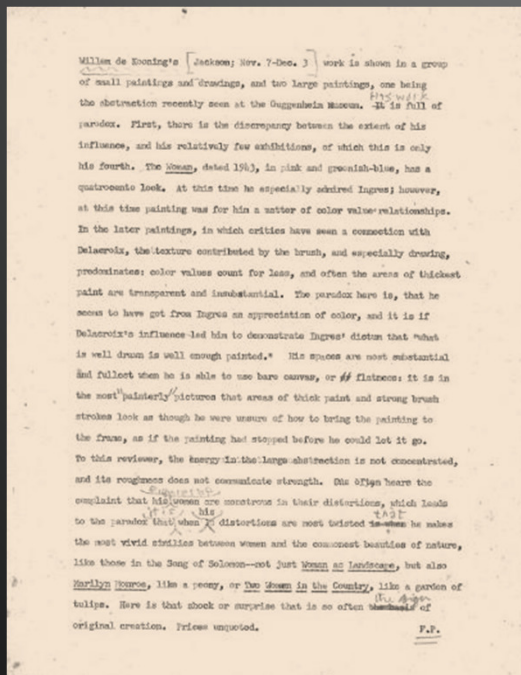 Willem de Kooning's [Jackson; Nov. 7-Dec. 3] work is shown in a group
of small paintings and drawings, and two large paintings, one being
the abstraction recently seen at the Guggenheim Museum. It His work is full of
paradox. First, there is the discrepancy between the extent of his
influence, and his relatively few exhibitions, of which this is only
his fourth. The Woman, dated 1943, in pink and greenish-blue, has a
quatrocento look. At this time he especially admired Ingres; however,
at this time painting was for him a matter of color value relationships.
In the later paintings, in which critics have seen a connection with
Delacroix, the texture contributed by the brush, and especially drawing,
predominates: color values count for less, and often the areas of thickest
paint are transparent and insubstantial. The paradox here is, that he
seems to have got from Ingres an appreciation of color, and it is if
Delacroix's influence led him to demonstrate Ingres' dictum that "what
is well drawn is well enough painted." His spaces are most substantial
and fullest when he is able to use bare canvas, or flatness: it is in
the most "painterly" pictures that areas of thick paint and strong brush
strokes look as though he were unsure of how to bring the painting to
the frame, as if the painting had stopped before he could let it go.
To this reviewer, the energy in the large abstraction is not concentrated,
and its roughness does not communicate strength. One often hears the
complaint that his women are monstrous in their distortions, which leads
to the paradox that it is when his distortions are most twisted is when that he makes
the most vivid similies between women and the commonest beauties of nature,
like those in the Song of Solomon--not just Woman as Landscape, but also
Marilyn Monroe, like a peony, or Two Women in the Country, like a garden of
tulips. Here is that shock or surprise that is so often the sign of
original creation. Prices unquoted. F.P.